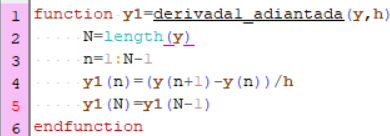 1 function y1=derivada1_adiantada(y,h)
2 N=length(y)
3 n=1:N-1
4 y1(n)=(y(n+1)-y(n))/h
5 y1(N)=y1(N-1)
6 endfunction